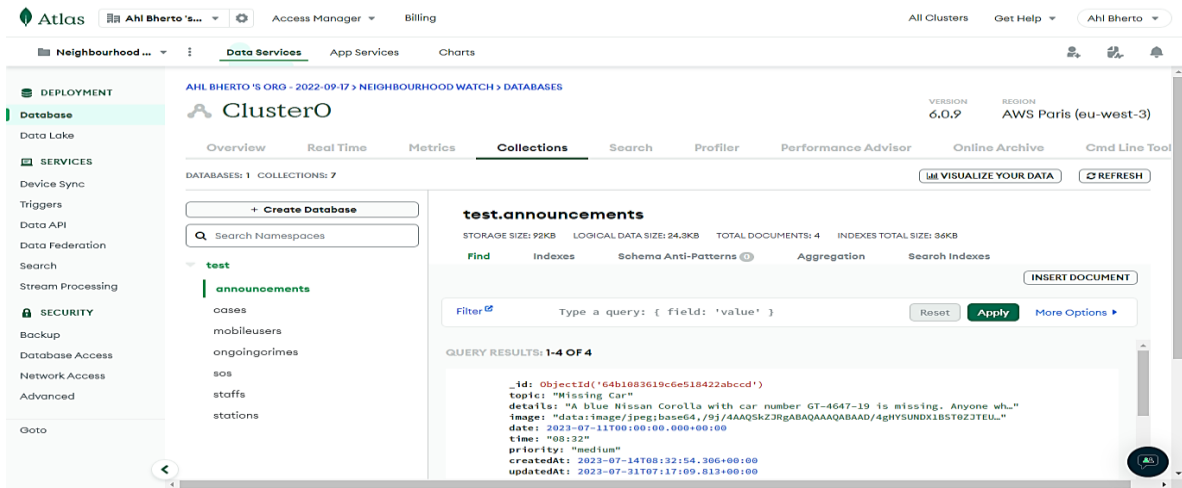 Atlas
Ahl Bherto 's...
Access Manager
Billing
All Clusters
Get Help
Ahl Bherto
Neighbourhood ...
Data Services
App Services
Charts
DEPLOYMENT
Database
Data Lake
SERVICES
Device Sync
Triggers
Data API
Data Federation
Search
Stream Processing
SECURITY
Backup
Database Access
Network Access
Advanced
Goto
AHL BHERTO 'S ORG - 2022-09-17 > NEIGHBOURHOOD WATCH > DATABASES
Cluster0
VERSION
6.0.9
REGION
AWS Paris (eu-west-3)
Overview
Real Time
Metrics
Collections
Search
Profiler
Performance Advisor
Online Archive
Cmd Line Tool
DATABASES: 1 COLLECTIONS: 7
VISUALIZE YOUR DATA
REFRESH
+ Create Database
Search Namespaces
test
announcements
cases
mobileusers
ongoingcrimes
sos
staffs
stations
test.announcements
STORAGE SIZE: 92KB LOGICAL DATA SIZE: 24.3KB TOTAL DOCUMENTS: 4 INDEXES TOTAL SIZE: 36KB
Find
Indexes
Schema Anti-Patterns 0
Aggregation
Search Indexes
INSERT DOCUMENT
Filter
Type a query: { field: 'value' }
Reset
Apply
More Options
QUERY RESULTS: 1-4 OF 4
_id: ObjectId('64b1083619c6e518422abccd')
topic: "Missing Car"
details: "A blue Nissan Corolla with car number GT-4647-19 is missing. Anyone wh…"
image: "data:image/jpeg;base64,/9j/4AAQSkZJRgABAQAAAQABAAD/4gHYSUNDX1BST0ZJTEU…"
date: 2023-07-11T00:00:00.000+00:00
time: "08:32"
priority: "medium"
createdAt: 2023-07-14T08:32:54.306+00:00
updatedAt: 2023-07-31T07:17:09.813+00:00